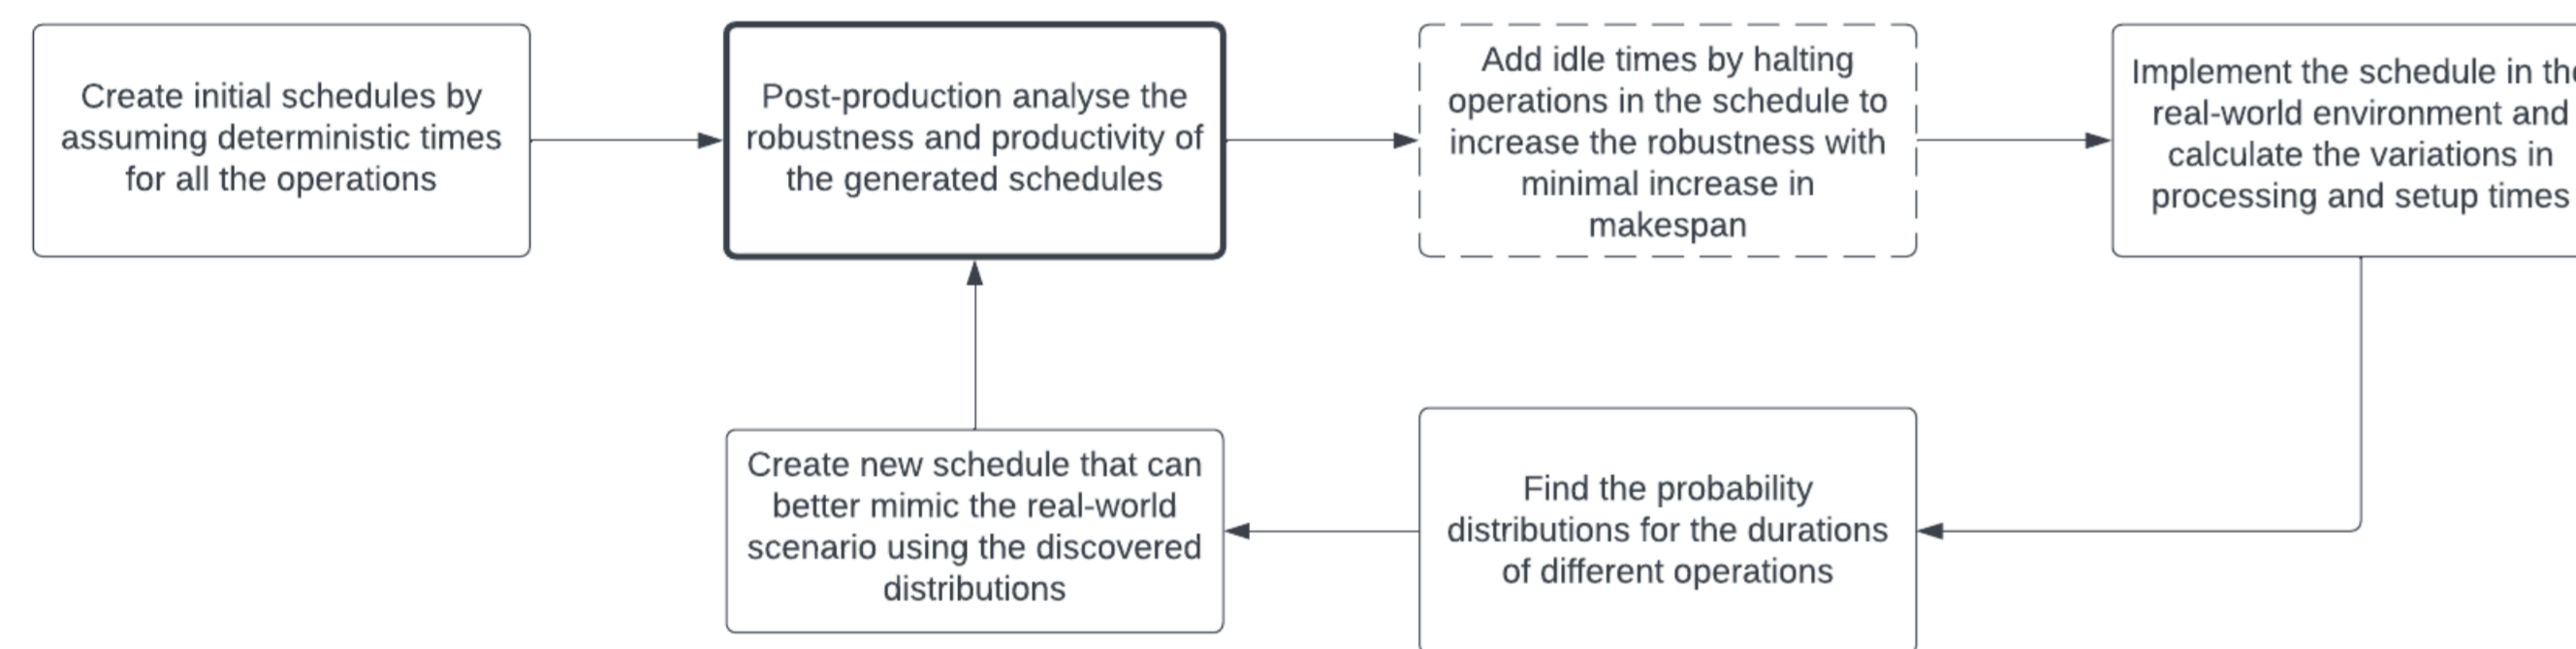 Create initial schedules by
assuming deterministic times
for all the operations
Post-production analyse the
robustness and productivity of
the generated schedules
Add idle times by halting
operations in the schedule to
increase the robustness with
minimal increase in
makespan
Implement the schedule in the
real-world environment and
calculate the variations in
processing and setup times
Create new schedule that can
better mimic the real-world
scenario using the discovered
distributions
Find the probability
distributions for the durations
of different operations